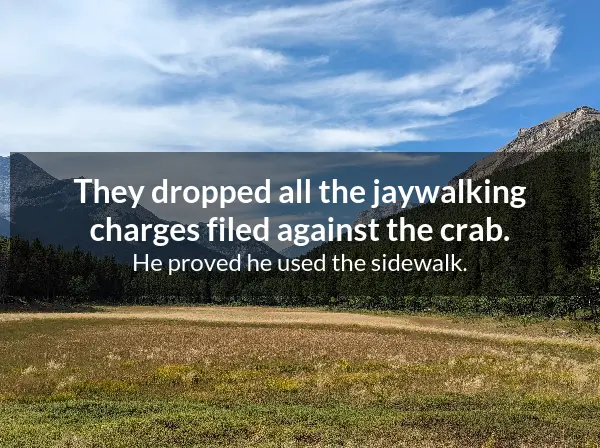 They dropped all the jaywalking
charges filed against the crab.
He proved he used the sidewalk.